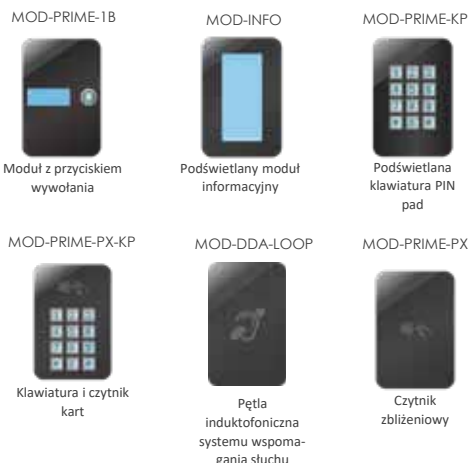 MOD-PRIME-1B
MOD-INFO
MOD-PRIME-KP
Moduł z przyciskiem
wywołania
Podświetlany moduł
informacyjny
Podświetlana
klawiatura PIN
pad
MOD-PRIME-PX-KP
MOD-DDA-LOOP
MOD-PRIME-PX
Klawiatura i czytnik
kart
Pętla
induktofoniczna
systemu wspoma-
gania słuchu
Czytnik
zbliżeniowy